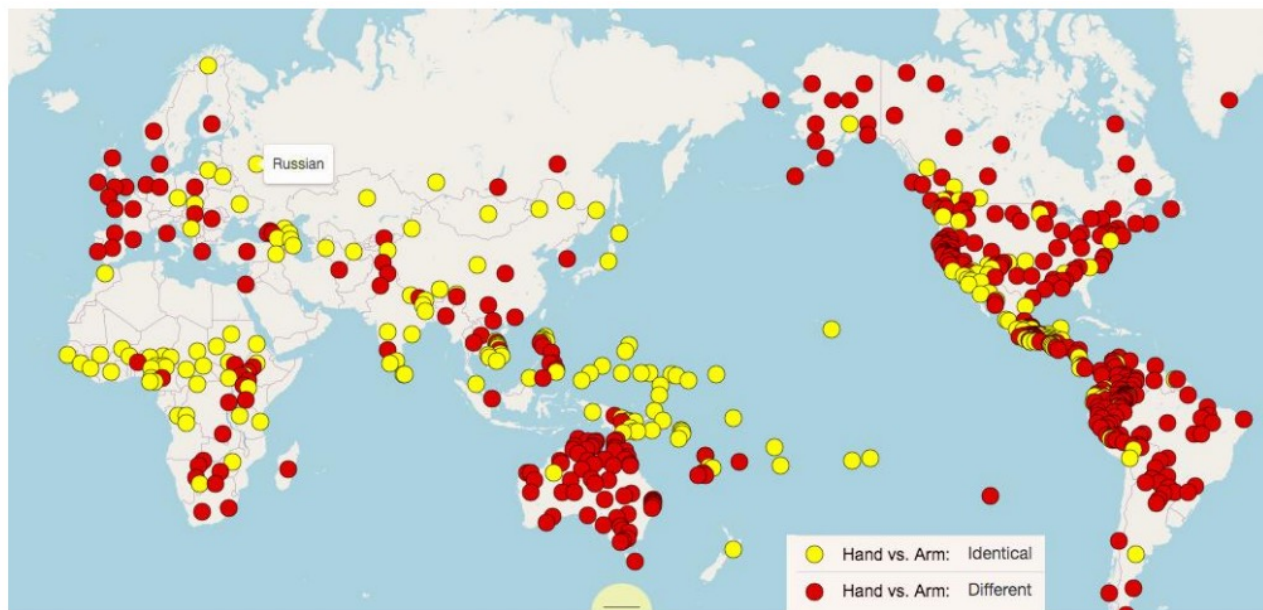 Russian
Hand vs. Arm: Identical
Hand vs. Arm: Different